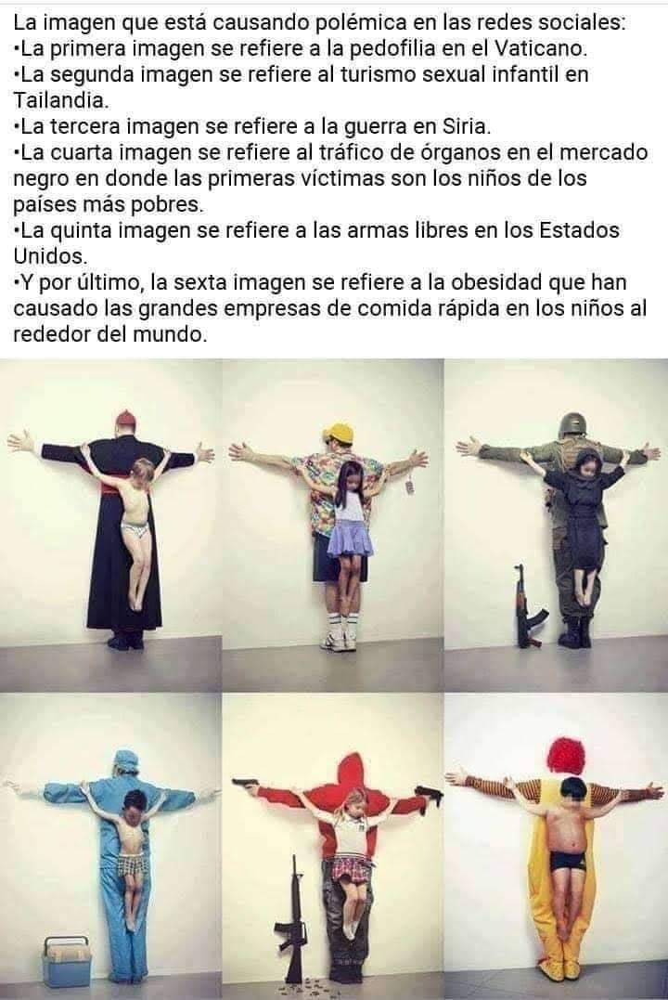 La imagen que está causando polémica en las redes sociales:
•La primera imagen se refiere a la pedofilia en el Vaticano.
•La segunda imagen se refiere al turismo sexual infantil en
Tailandia.
•La tercera imagen se refiere a la guerra en Siria.
•La cuarta imagen se refiere al tráfico de órganos en el mercado
negro en donde las primeras víctimas son los niños de los
países más pobres.
•La quinta imagen se refiere a las armas libres en los Estados
Unidos.
•Y por último, la sexta imagen se refiere a la obesidad que han
causado las grandes empresas de comida rápida en los niños al
rededor del mundo.